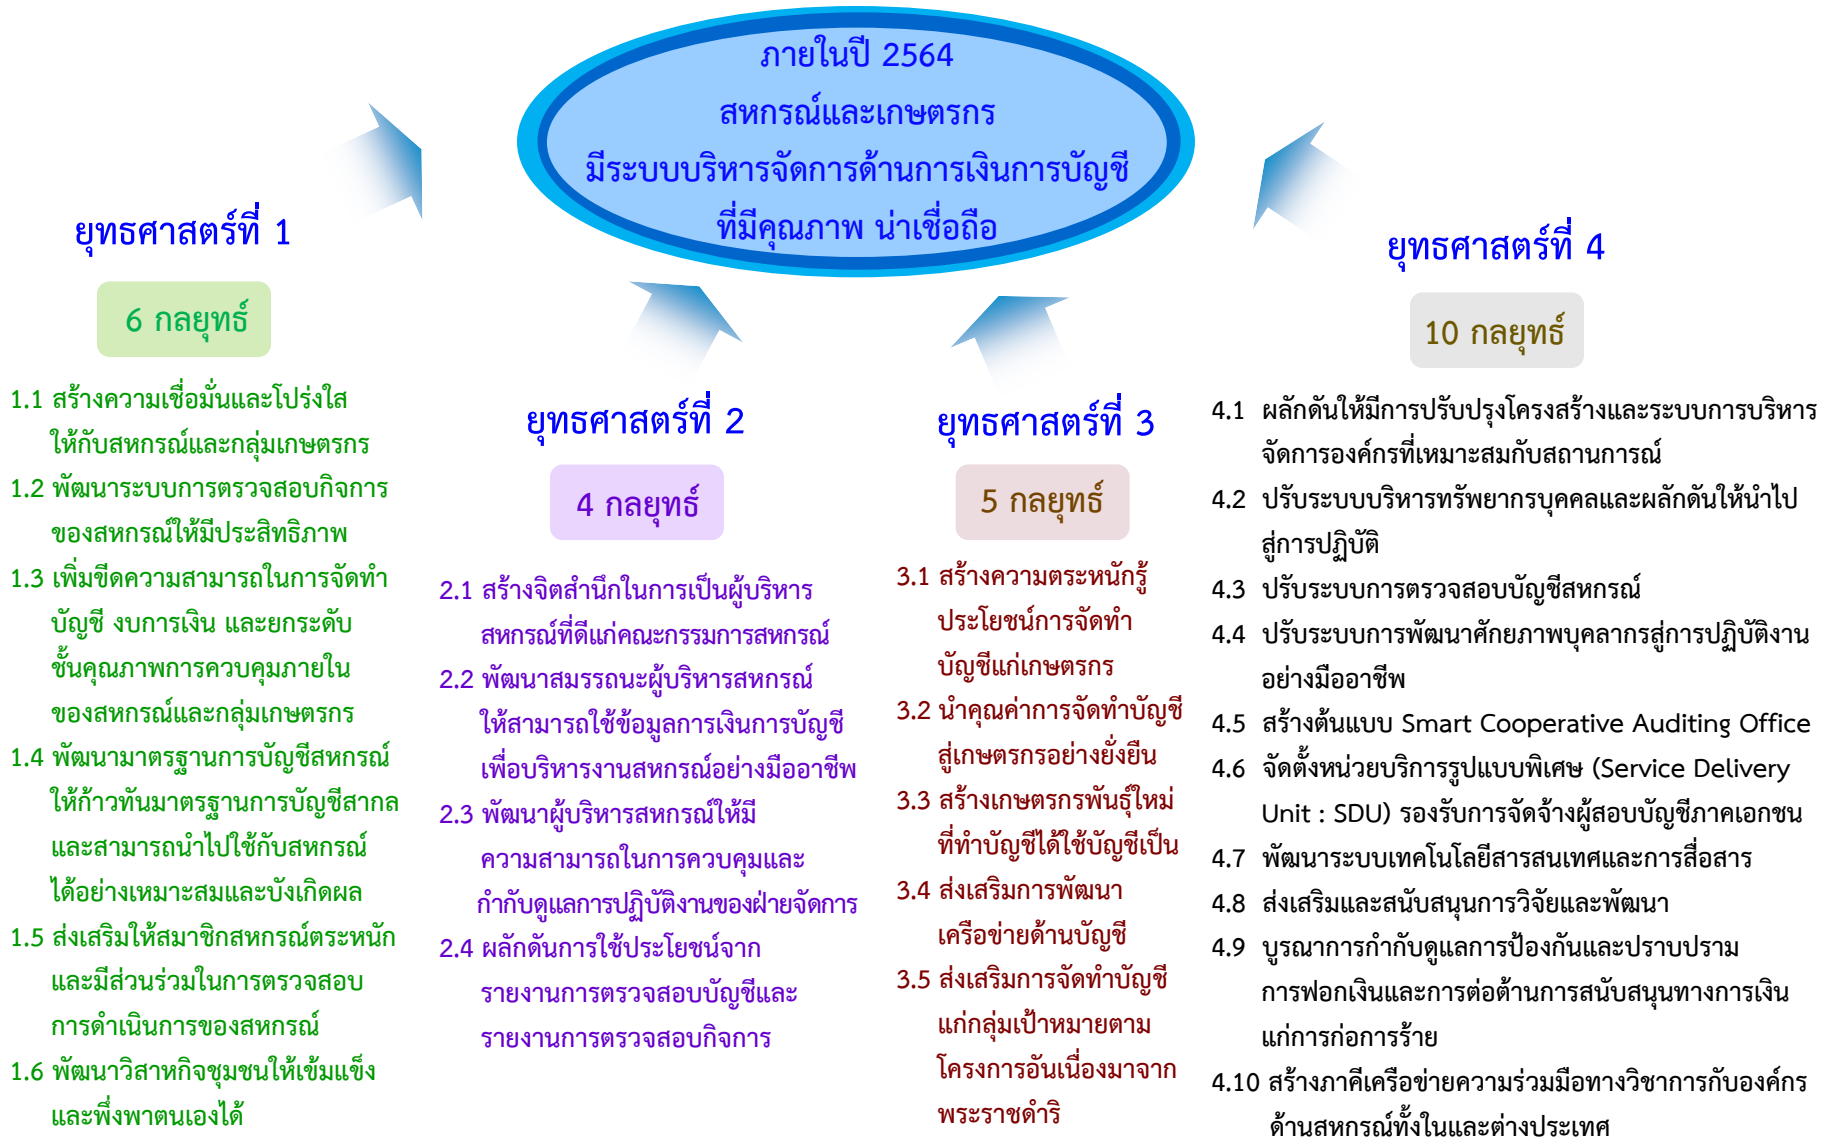 ภายในปี 2564
สหกรณ์และเกษตรกร
มีระบบบริหารจัดการด้านการเงินการบัญชี
ที่มีคุณภาพ น่าเชื่อถือ
ยุทธศาสตร์ที่ 1
6 กลยุทธ์
1.1 สร้างความเชื่อมั่นและโปร่งใส
ให้กับสหกรณ์และกลุ่มเกษตรกร
1.2 พัฒนาระบบการตรวจสอบกิจการ
ของสหกรณ์ให้มีประสิทธิภาพ
1.3 เพิ่มขีดความสามารถในการจัดทำ
บัญชี งบการเงิน และยกระดับ
ชั้นคุณภาพการควบคุมภายใน
ของสหกรณ์และกลุ่มเกษตรกร
1.4 พัฒนามาตรฐานการบัญชีสหกรณ์
ให้ก้าวทันมาตรฐานการบัญชีสากล
และสามารถนำไปใช้กับสหกรณ์
ได้อย่างเหมาะสมและบังเกิดผล
1.5 ส่งเสริมให้สมาชิกสหกรณ์ตระหนัก
และมีส่วนร่วมในการตรวจสอบ
การดำเนินการของสหกรณ์
1.6 พัฒนาวิสาหกิจชุมชนให้เข้มแข็ง
และพึ่งพาตนเองได้
ยุทธศาสตร์ที่ 2
4 กลยุทธ์
2.1 สร้างจิตสำนึกในการเป็นผู้บริหาร
สหกรณ์ที่ดีแก่คณะกรรมการสหกรณ์
2.2 พัฒนาสมรรถนะผู้บริหารสหกรณ์
ให้สามารถใช้ข้อมูลการเงินการบัญชี
เพื่อบริหารงานสหกรณ์อย่างมืออาชีพ
2.3 พัฒนาผู้บริหารสหกรณ์ให้มี
ความสามารถในการควบคุมและ
กำกับดูแลการปฏิบัติงานของฝ่ายจัดการ
2.4 ผลักดันการใช้ประโยชน์จาก
รายงานการตรวจสอบบัญชีและ
รายงานการตรวจสอบกิจการ
ยุทธศาสตร์ที่ 3
5 กลยุทธ์
3.1 สร้างความตระหนักรู้
ประโยชน์การจัดทำ
บัญชีแก่เกษตรกร
3.2 นำคุณค่าการจัดทำบัญชี
สู่เกษตรกรอย่างยั่งยืน
3.3 สร้างเกษตรกรพันธุ์ใหม่
ที่ทำบัญชีได้ใช้บัญชีเป็น
3.4 ส่งเสริมการพัฒนา
เครือข่ายด้านบัญชี
3.5 ส่งเสริมการจัดทำบัญชี
แก่กลุ่มเป้าหมายตาม
โครงการอันเนื่องมาจาก
พระราชดำริ
ยุทธศาสตร์ที่ 4
10 กลยุทธ์
4.1 ผลักดันให้มีการปรับปรุงโครงสร้างและระบบการบริหาร
จัดการองค์กรที่เหมาะสมกับสถานการณ์
4.2 ปรับระบบบริหารทรัพยากรบุคคลและผลักดันให้นำไป
สู่การปฏิบัติ
4.3 ปรับระบบการตรวจสอบบัญชีสหกรณ์
4.4 ปรับระบบการพัฒนาศักยภาพบุคลากรสู่การปฏิบัติงาน
อย่างมืออาชีพ
4.5 สร้างต้นแบบ Smart Cooperative Auditing Office
4.6 จัดตั้งหน่วยบริการรูปแบบพิเศษ (Service Delivery
Unit : SDU) รองรับการจัดจ้างผู้สอบบัญชีภาคเอกชน
4.7 พัฒนาระบบเทคโนโลยีสารสนเทศและการสื่อสาร
4.8 ส่งเสริมและสนับสนุนการวิจัยและพัฒนา
4.9 บูรณาการกำกับดูแลการป้องกันและปราบปราม
การฟอกเงินและการต่อต้านการสนับสนุนทางการเงิน
แก่การก่อการร้าย
4.10 สร้างภาคีเครือข่ายความร่วมมือทางวิชาการกับองค์กร
ด้านสหกรณ์ทั้งในและต่างประเทศ